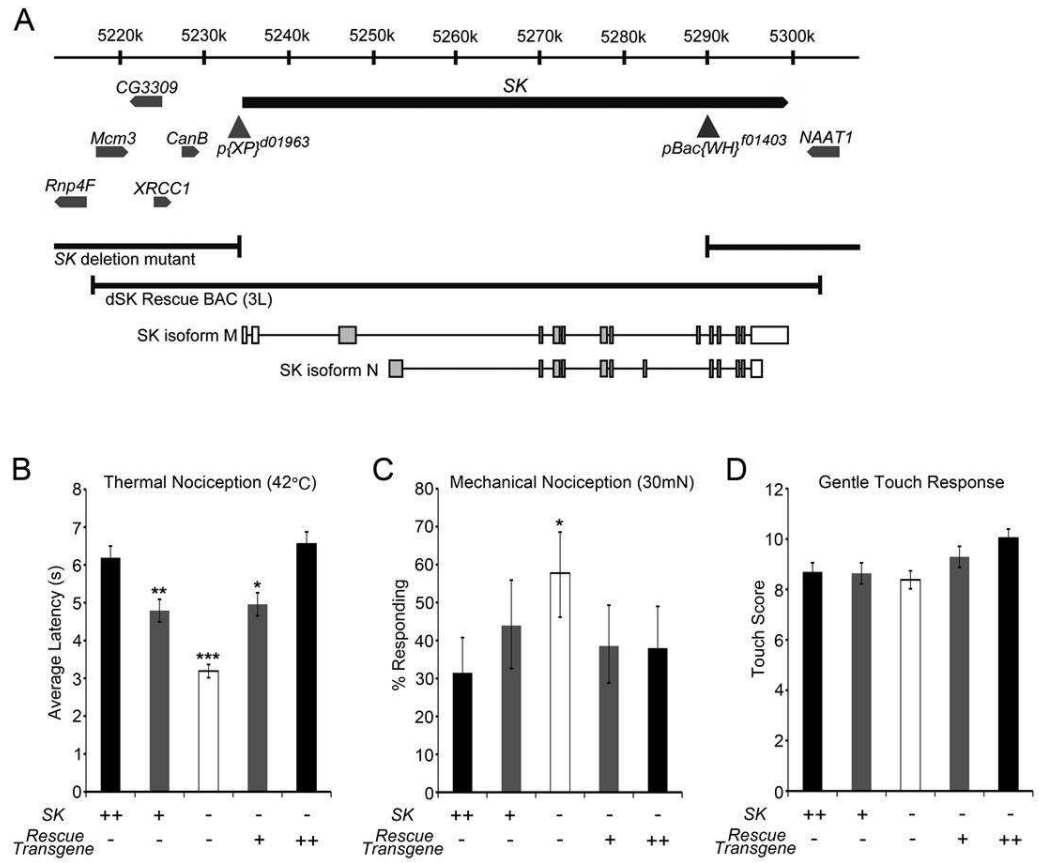 A
5220k 5230k 5240k 5250k 5260k 5270k 5280k 5290k 5300k
CG3309
SK
Mcm3 CanB p{XP}d01963 pBac{WH}f01403 NAAT1
Rnp4F XRCC1
SK deletion mutant
dSK Rescue BAC (3L)
SK isoform M
SK isoform N
B
Thermal Nociception (42°C)
Average Latency (s)
8
7
6
5
4
3
2
1
0
** *** *
SK ++ + - - -
Rescue Transgene - - - + ++
C
Mechanical Nociception (30mN)
% Responding
80
70
60
50
40
30
20
10
0
*
SK ++ + - - -
Rescue Transgene - - - + ++
D
Gentle Touch Response
Touch Score
12
10
8
6
4
2
0
SK ++ + - - -
Rescue Transgene - - - + ++